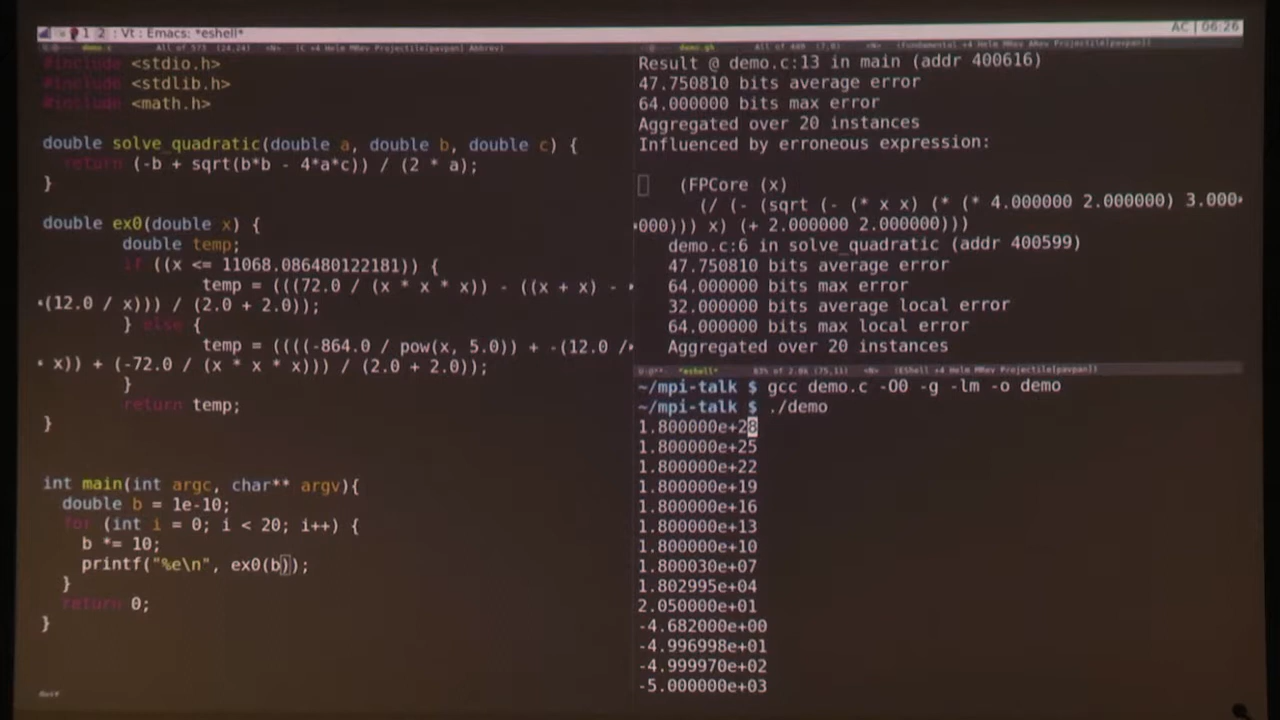 1 2 : Vt : Emacs: *eshell*
AC | 06:26
#include <stdio.h>
#include <stdlib.h>
#include <math.h>
double solve_quadratic(double a, double b, double c) {
return (-b + sqrt(b*b - 4*a*c)) / (2 * a);
}
double ex0(double x) {
double temp;
if ((x <= 11068.086480122181)) {
temp = (((72.0 / (x * x * x)) - ((x + x) -
(12.0 / x))) / (2.0 + 2.0));
} else {
temp = ((((-864.0 / pow(x, 5.0)) + -(12.0 /
x)) + (-72.0 / (x * x * x))) / (2.0 + 2.0));
}
return temp;
}
int main(int argc, char** argv){
double b = 1e-10;
for (int i = 0; i < 20; i++) {
b *= 10;
printf("%e\n", ex0(b));
}
return 0;
}
Result @ demo.c:13 in main (addr 400616)
47.750810 bits average error
64.000000 bits max error
Aggregated over 20 instances
Influenced by erroneous expression:
(FPCore (x)
(/ (- (sqrt (- (* x x) (* (* 4.000000 2.000000) 3.000
000))) x) (+ 2.000000 2.000000)))
demo.c:6 in solve_quadratic (addr 400599)
47.750810 bits average error
64.000000 bits max error
32.000000 bits average local error
64.000000 bits max local error
Aggregated over 20 instances
*eshell*
~/mpi-talk $ gcc demo.c -O0 -g -lm -o demo
~/mpi-talk $ ./demo
1.800000e+28
1.800000e+25
1.800000e+22
1.800000e+19
1.800000e+16
1.800000e+13
1.800000e+10
1.800030e+07
1.802995e+04
2.050000e+01
-4.682000e+00
-4.996998e+01
-4.999970e+02
-5.000000e+03